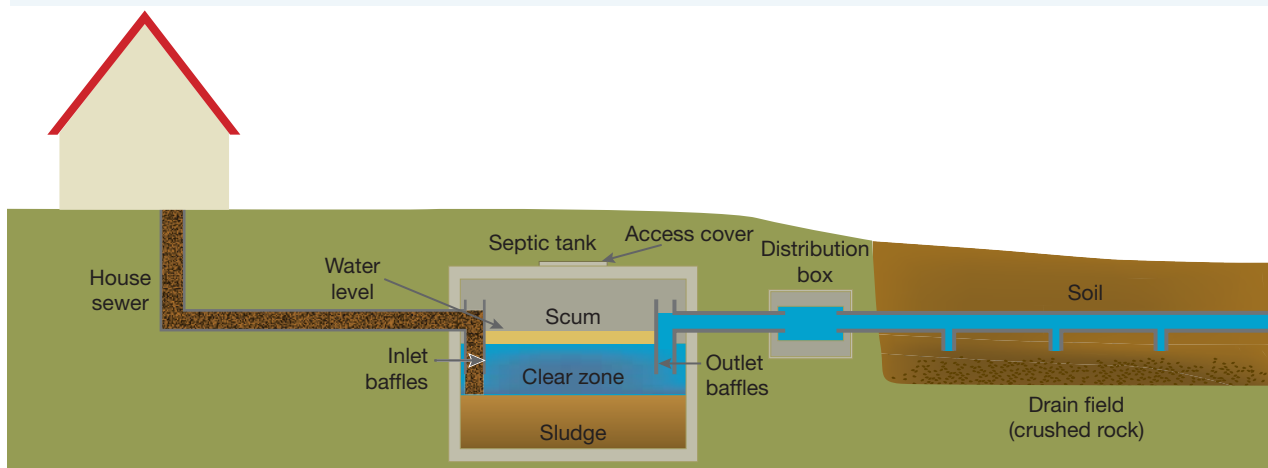 Septic tank
Access cover
Distribution
box
House
sewer
Water
level
Scum
Soil
Inlet
baffles
Clear zone
Outlet
baffles
Sludge
Drain field
(crushed rock)